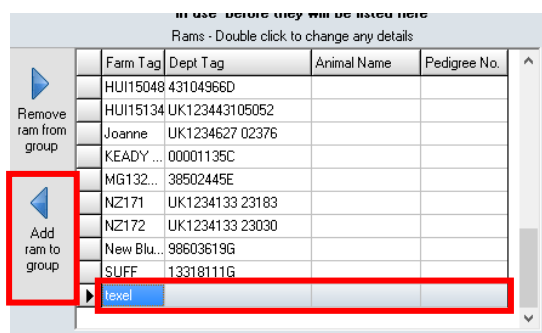 in use before they will be listed here
Rams - Double click to change any details
Farm Tag Dept Tag Animal Name Pedigree No.
HUI15048 43104966D
HUI15134 UK123443105052
Joanne UK1234627 02376
KEADY ... 00001135C
MG132... 38502445E
NZ171 UK1234133 23183
NZ172 UK1234133 23030
New Blu... 98603619G
SUFF 13318111G
texel
Remove
ram from
group
Add
ram to
group